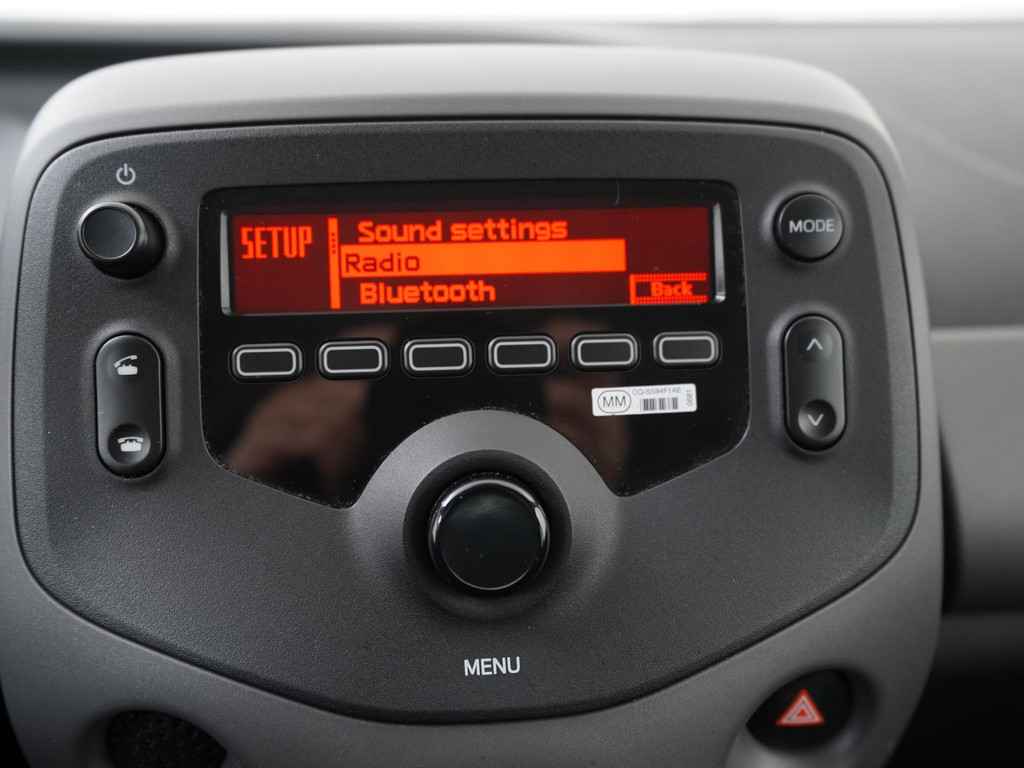 MODE
SETUP
Sound settings
Radio
Bluetooth
Back
MM
MENU